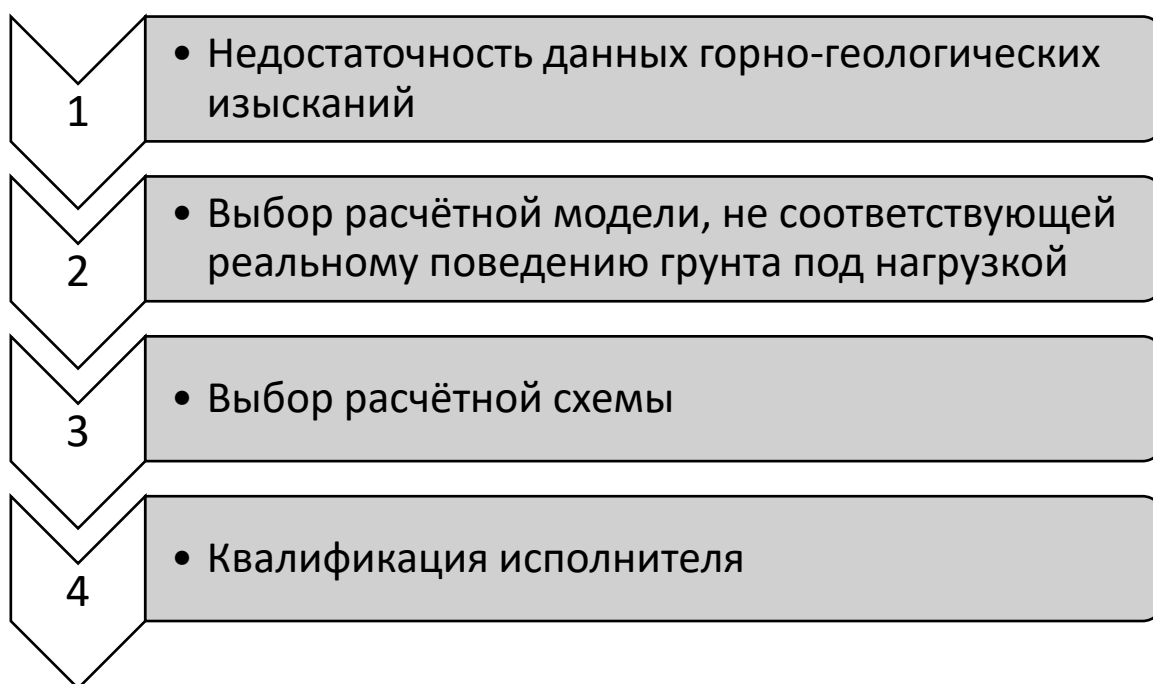 1
• Недостаточность данных горно-геологических
изысканий
2
• Выбор расчётной модели, не соответствующей
реальному поведению грунта под нагрузкой
3
• Выбор расчётной схемы
4
• Квалификация исполнителя